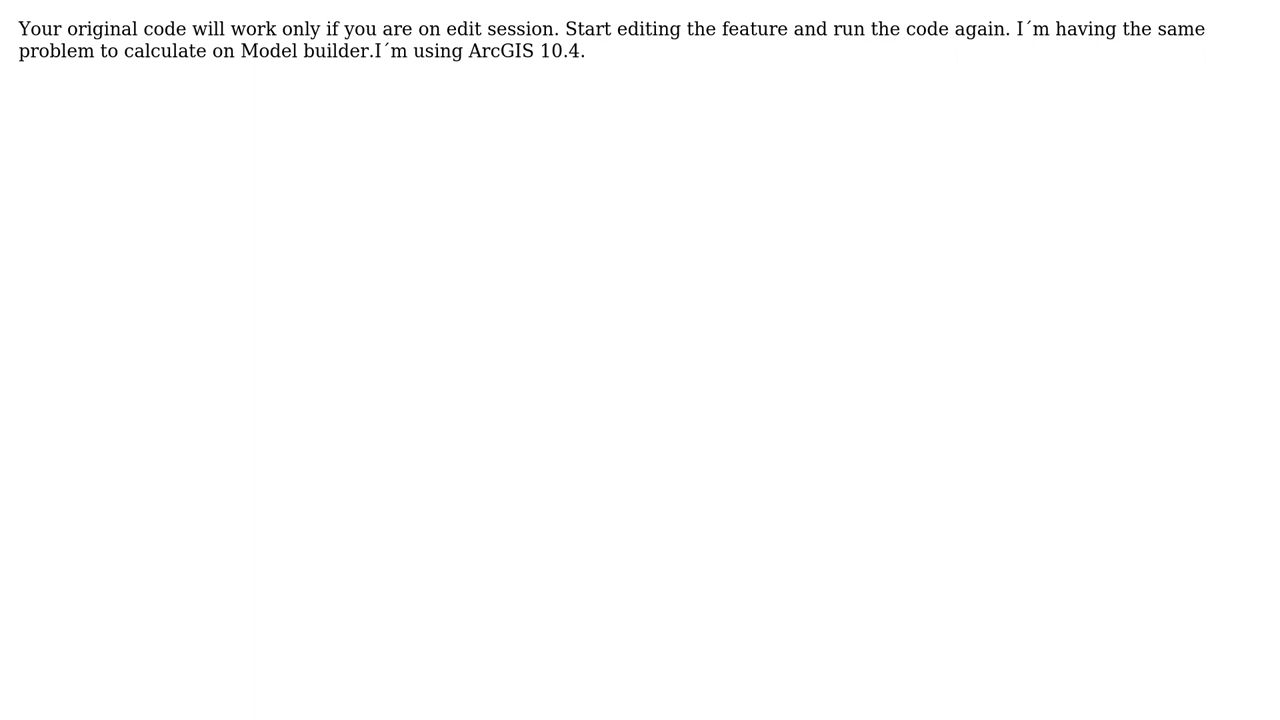 Your original code will work only if you are on edit session. Start editing the feature and run the code again. I´m having the same
problem to calculate on Model builder.I´m using ArcGIS 10.4.